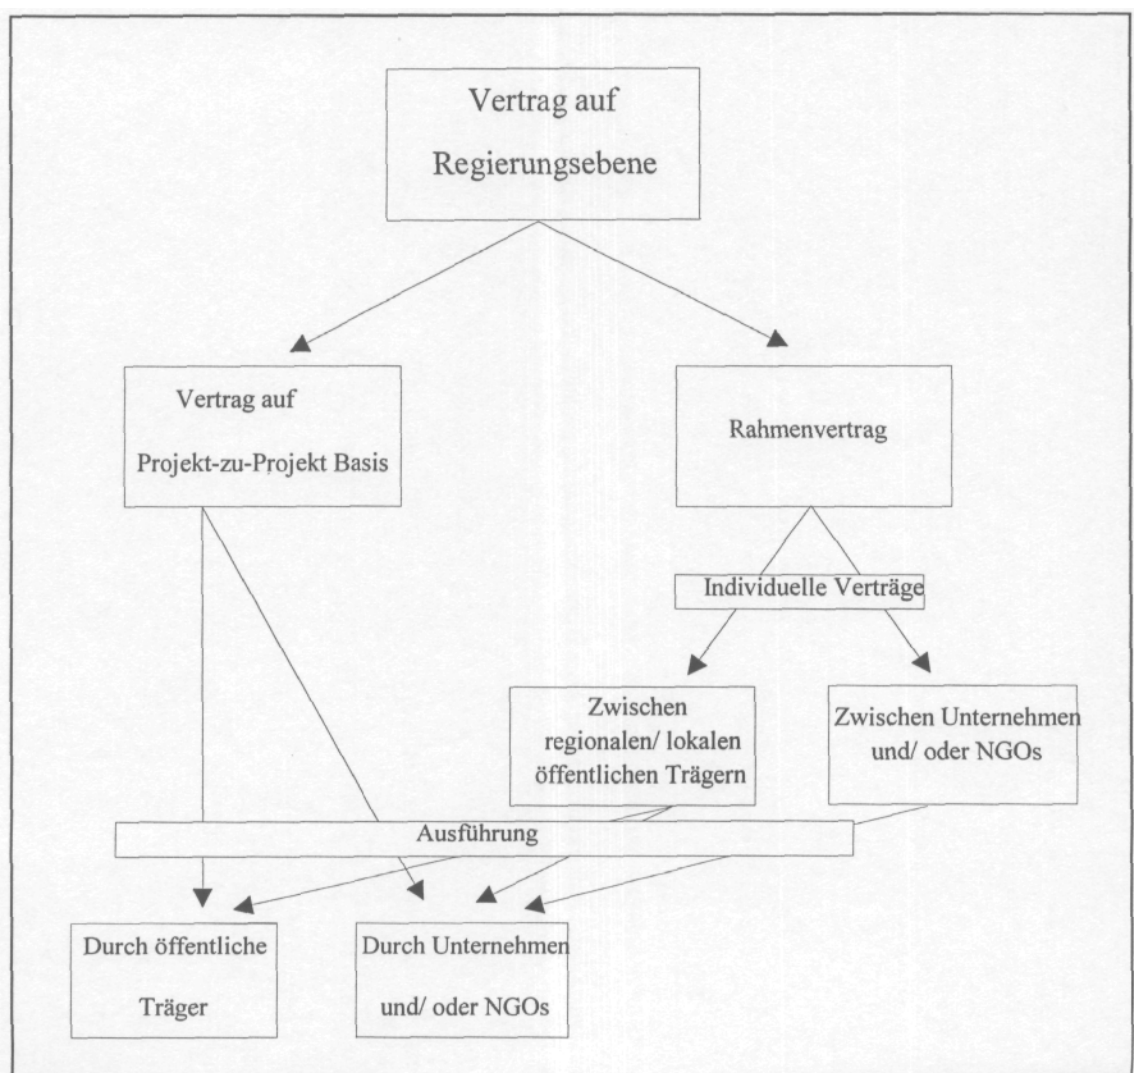 Vertrag auf
Regierungsebene
Vertrag auf
Projekt-zu-Projekt Basis
Rahmenvertrag
Individuelle Verträge
Zwischen
regionalen/ lokalen
öffentlichen Trägern
Zwischen Unternehmen
und/ oder NGOs
Ausführung
Durch öffentliche
Träger
Durch Unternehmen
und/ oder NGOs